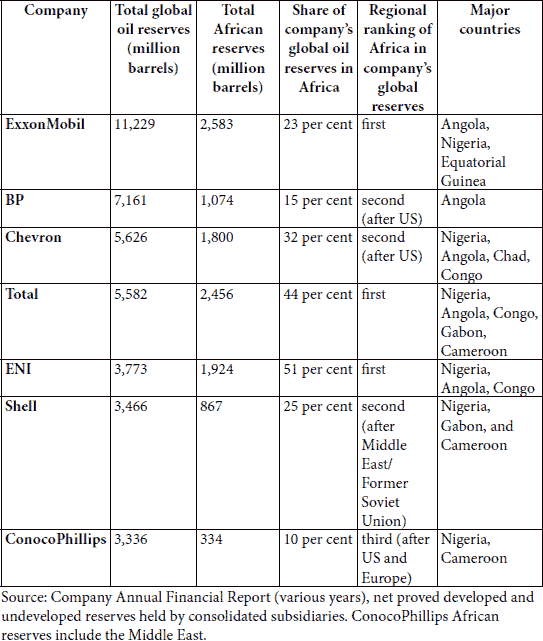 Company Total global oil reserves (million barrels) Total African reserves (million barrels) Share of company's global oil reserves in Africa Regional ranking of Africa in company's global reserves Major countries
ExxonMobil 11,229 2,583 23 per cent first Angola, Nigeria, Equatorial Guinea
BP 7,161 1,074 15 per cent second (after US) Angola
Chevron 5,626 1,800 32 per cent second (after US) Nigeria, Angola, Chad, Congo
Total 5,582 2,456 44 per cent first Nigeria, Angola, Congo, Gabon, Cameroon
ENI 3,773 1,924 51 per cent first Nigeria, Angola, Congo
Shell 3,466 867 25 per cent second (after Middle East/ Former Soviet Union) Nigeria, Gabon, and Cameroon
ConocoPhillips 3,336 334 10 per cent third (after US and Europe) Nigeria, Cameroon
Source: Company Annual Financial Report (various years), net proved developed and
undeveloped reserves held by consolidated subsidiaries. ConocoPhillips African
reserves include the Middle East.